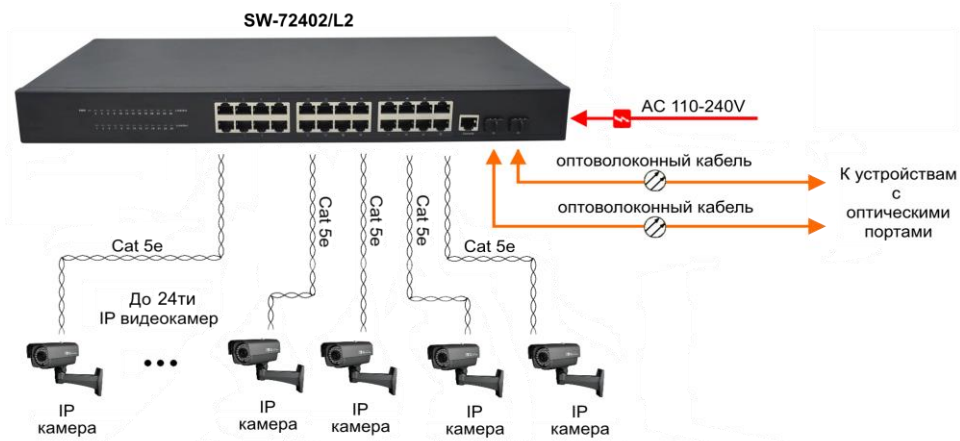 SW-72402/L2
AC 110-240V
оптоволоконный кабель
оптоволоконный кабель
К устройствам
с
оптическими
портами
Cat 5e
Cat 5e
Cat 5e
Cat 5e
Cat 5e
До 24ти
IP видеокамер
IP
камера
IP
камера
IP
камера
IP
камера
IP
камера